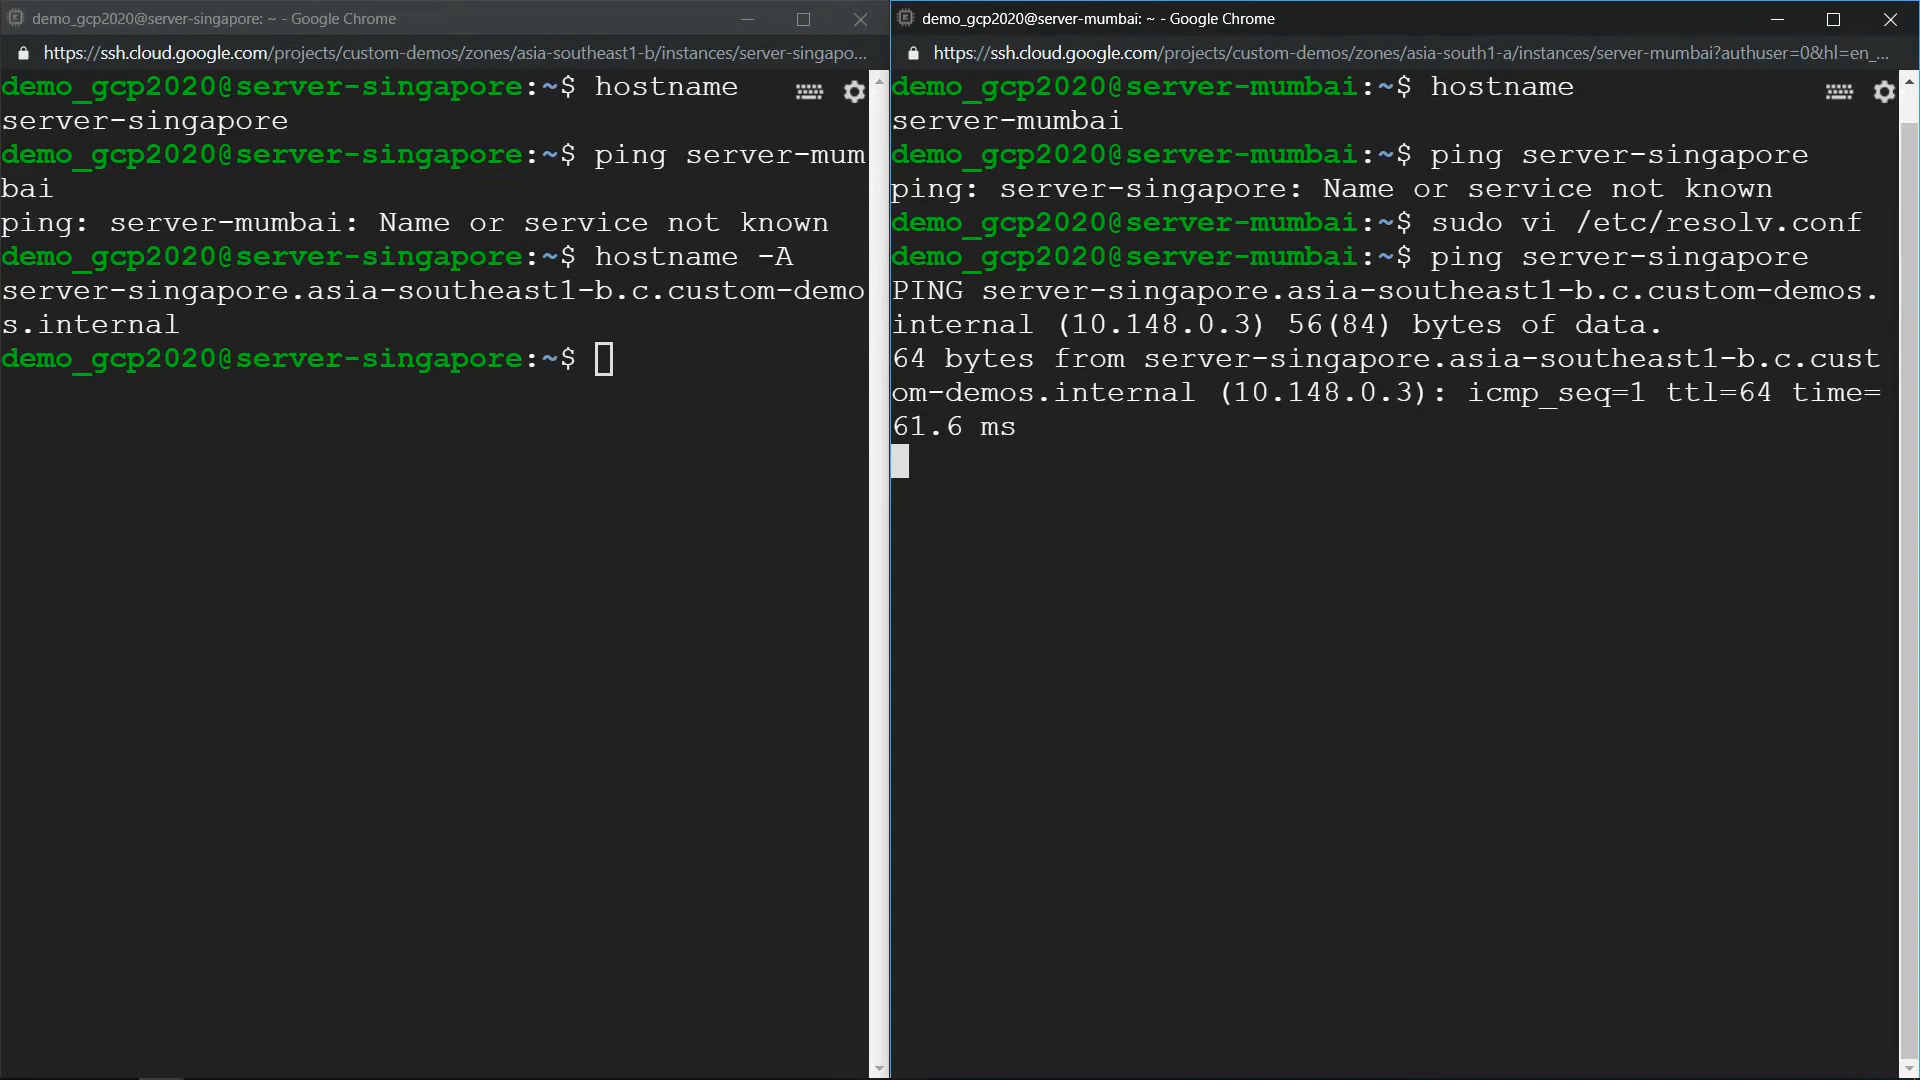 demo_gcp2020@server-singapore: ~ - Google Chrome
https://ssh.cloud.google.com/projects/custom-demos/zones/asia-southeast1-b/instances/server-singapo...
demo_gcp2020@server-singapore:~$ hostname
server-singapore
demo_gcp2020@server-singapore:~$ ping server-mum
bai
ping: server-mumbai: Name or service not known
demo_gcp2020@server-singapore:~$ hostname -A
server-singapore.asia-southeast1-b.c.custom-demo
s.internal
demo_gcp2020@server-singapore:~$
demo_gcp2020@server-mumbai: ~ - Google Chrome
https://ssh.cloud.google.com/projects/custom-demos/zones/asia-south1-a/instances/server-mumbai?authuser=0&hl=en_...
demo_gcp2020@server-mumbai:~$ hostname
server-mumbai
demo_gcp2020@server-mumbai:~$ ping server-singapore
ping: server-singapore: Name or service not known
demo_gcp2020@server-mumbai:~$ sudo vi /etc/resolv.conf
demo_gcp2020@server-mumbai:~$ ping server-singapore
PING server-singapore.asia-southeast1-b.c.custom-demos.
internal (10.148.0.3) 56(84) bytes of data.
64 bytes from server-singapore.asia-southeast1-b.c.cust
om-demos.internal (10.148.0.3): icmp_seq=1 ttl=64 time=
61.6 ms